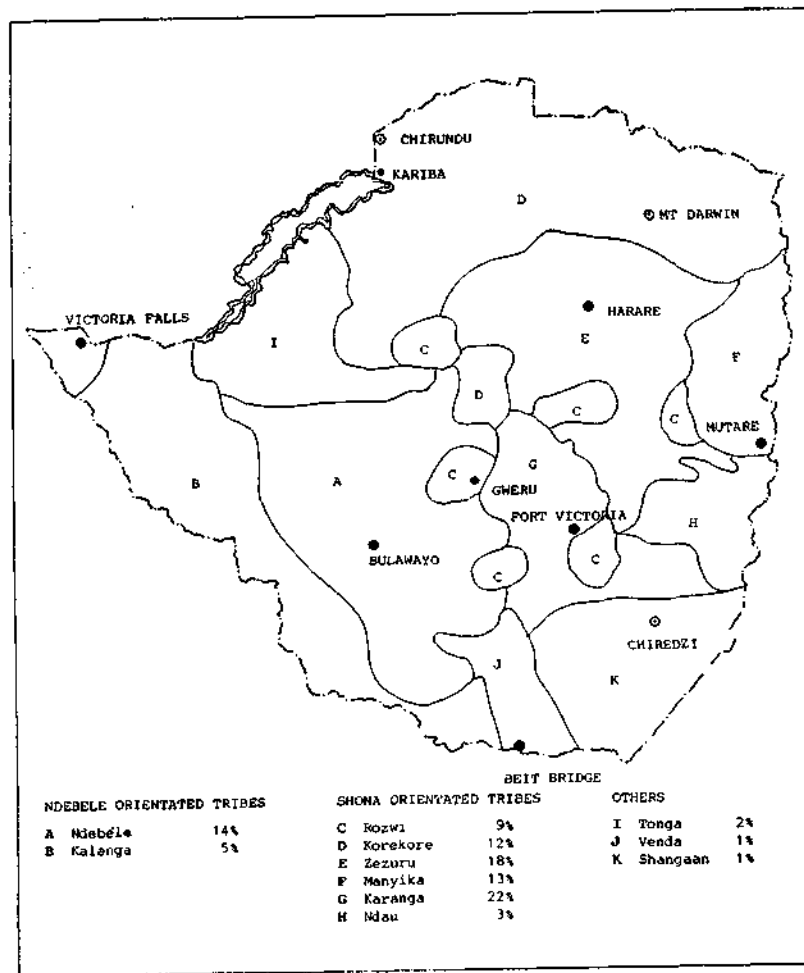 CHIRUNDU
KARIBA
D
MT DARWIN
VICTORIA FALLS
HARARE
I
C
E
F
D
C
C
MUTARE
B
A
C
G
GWERU
FORT VICTORIA
H
BULAWAYO
C
C
CHIREDZI
J
K
BEIT BRIDGE
NDEBELE ORIENTATED TRIBES
A Ndebele 14%
B Kalanga 5%
SHONA ORIENTATED TRIBES
C Rozwi 9%
D Korekore 12%
E Zezuru 18%
F Manyika 13%
G Karanga 22%
H Ndau 3%
OTHERS
I Tonga 2%
J Venda 1%
K Shangaan 1%